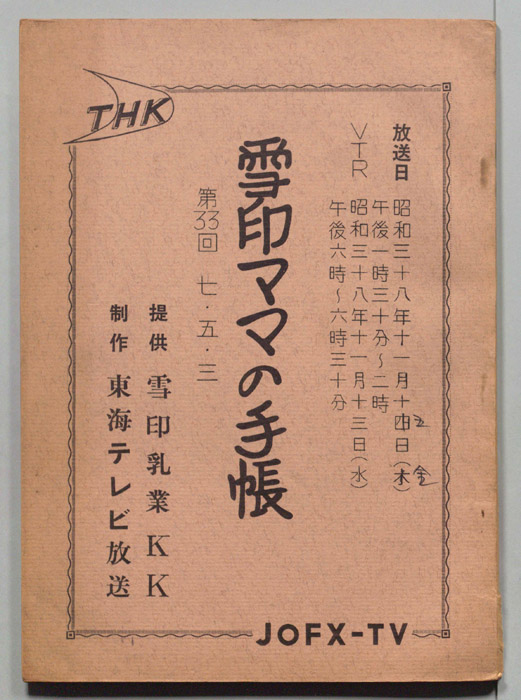 THK
放送日 昭和三十八年十一月十四日(木) 五 金
午後一時三十分～二時
VTR 昭和三十八年十一月十三日(水)
午後六時～六時三十分
雪印ママの手帳
第33回 七・五・三
提供 雪印乳業KK
制作 東海テレビ放送
JOFX-TV